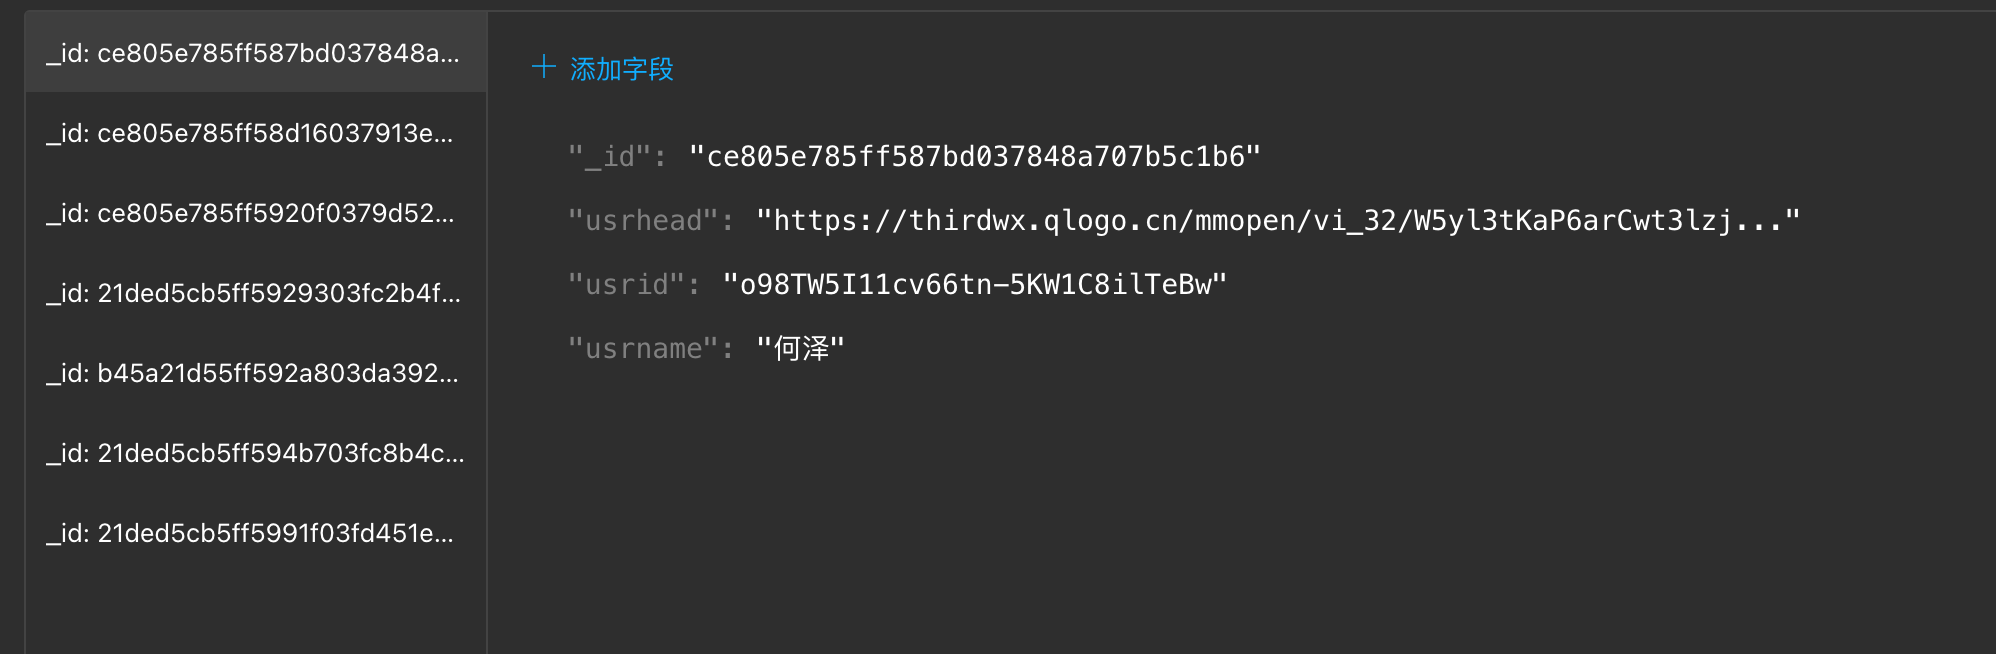 _id: ce805e785ff587bd037848a...
_id: ce805e785ff58d16037913e...
_id: ce805e785ff5920f0379d52...
_id: 21ded5cb5ff5929303fc2b4f...
_id: b45a21d55ff592a803da392...
_id: 21ded5cb5ff594b703fc8b4c...
_id: 21ded5cb5ff5991f03fd451e...
添加字段
"_id": "ce805e785ff587bd037848a707b5c1b6"
"usrhead": "https://thirdwx.qlogo.cn/mmopen/vi_32/W5yl3tKaP6arCwt3lzj..."
"usrid": "o98TW5I11cv66tn-5KW1C8ilTeBw"
"usrname": "何泽"